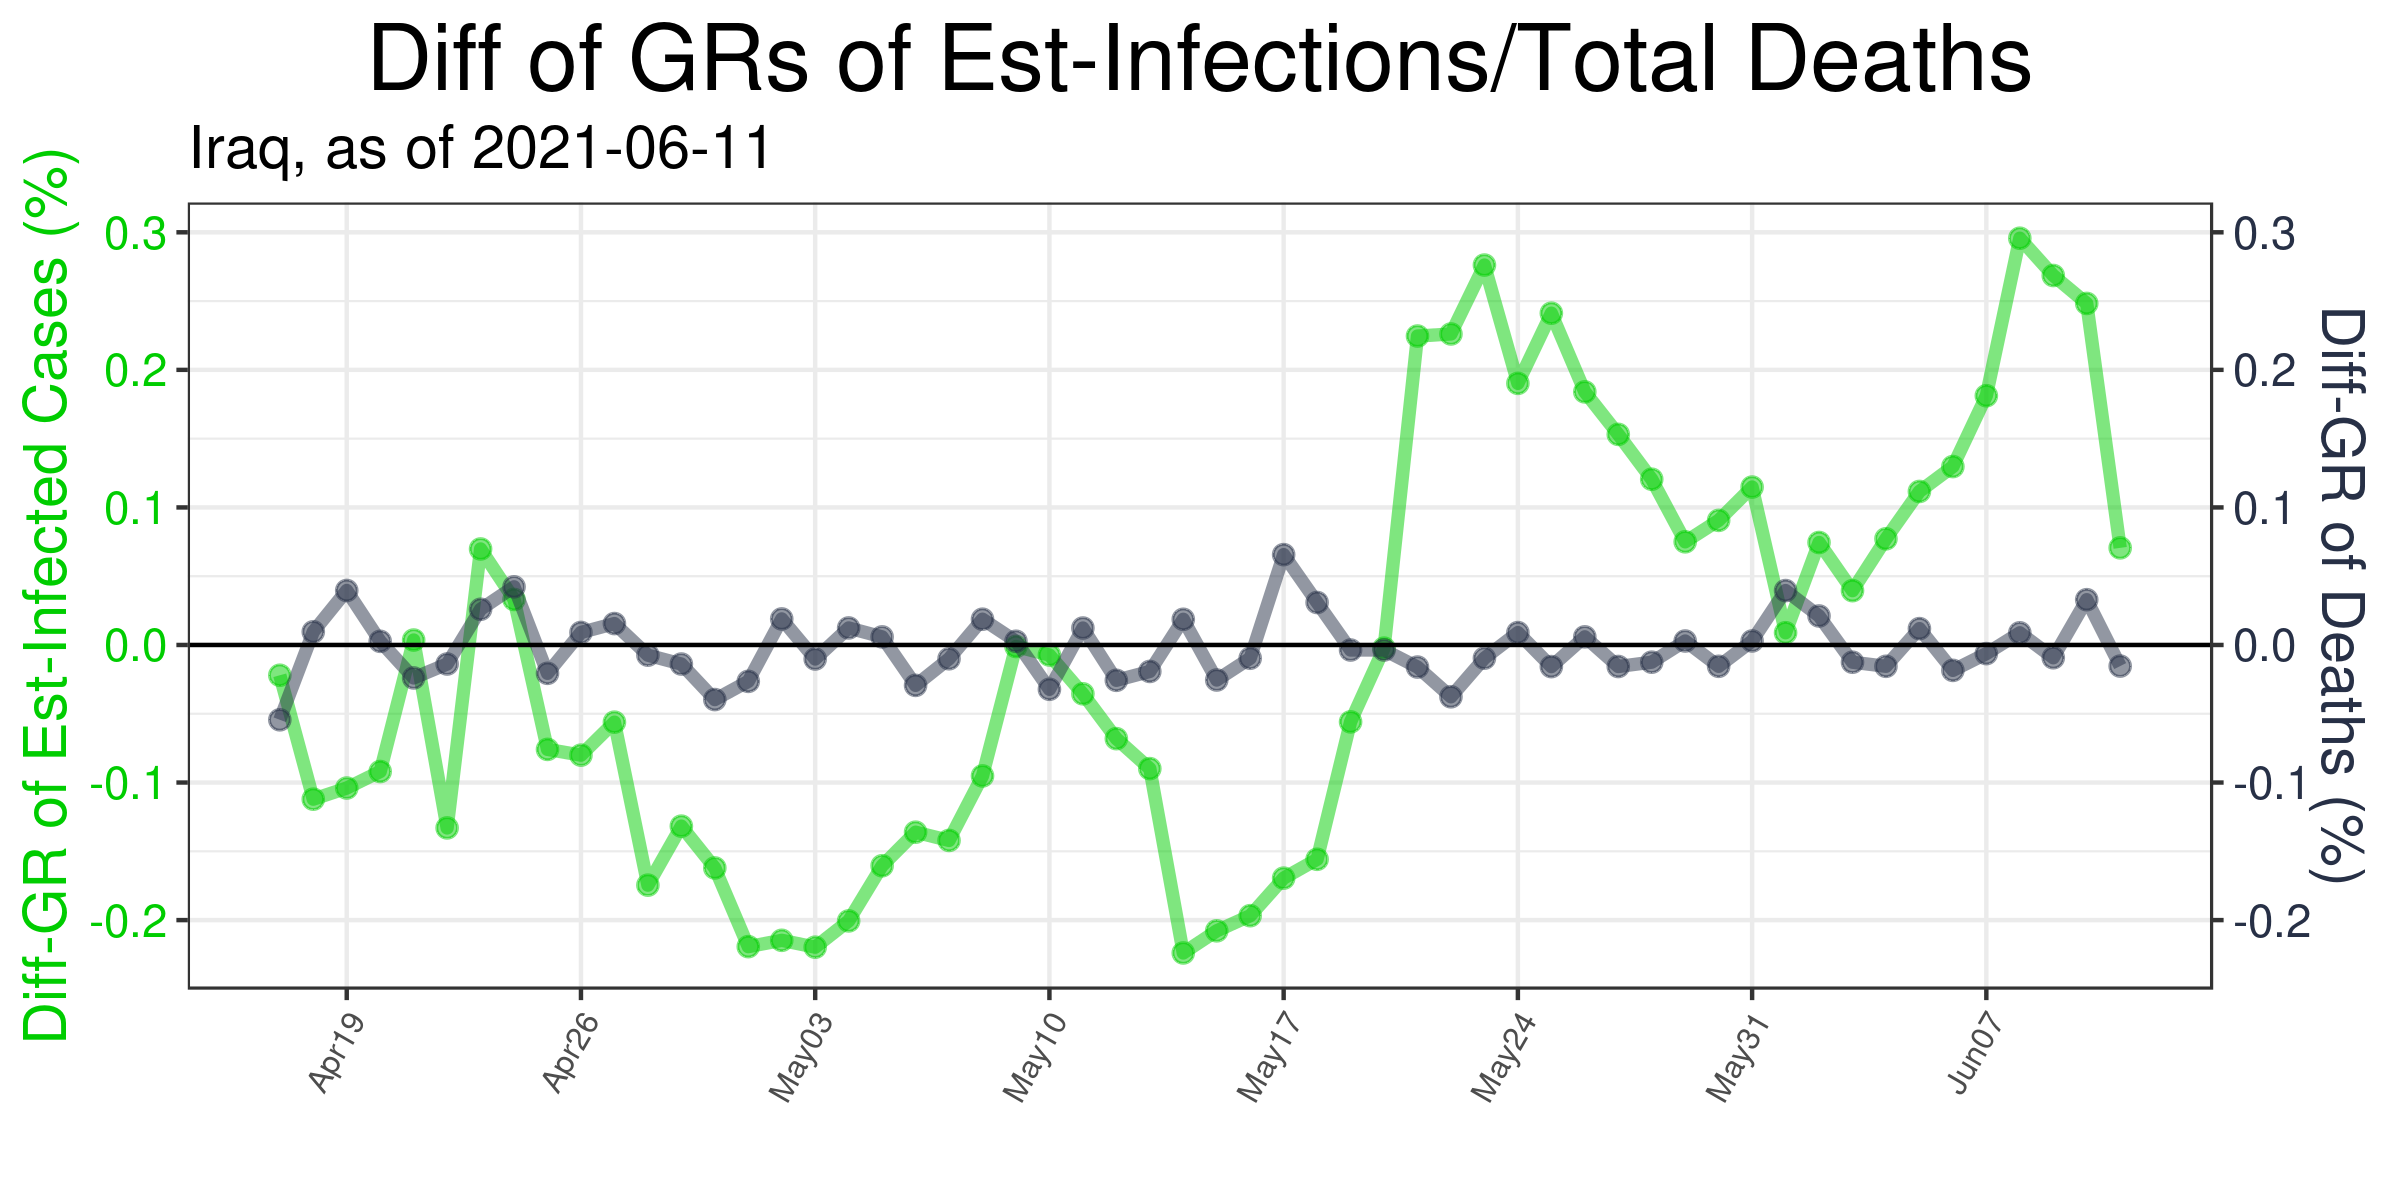 Diff of GRs of Est-Infections/Total Deaths
Iraq, as of 2021-06-11
Diff-GR of Est-Infected Cases (%)
0.3
0.2
0.1
0.0
-0.1
-0.2
0.3
0.2
0.1
0.0
-0.1
-0.2
Diff-GR of Deaths (%)
Apr19
Apr26
May03
May10
May17
May24
May31
Jun07